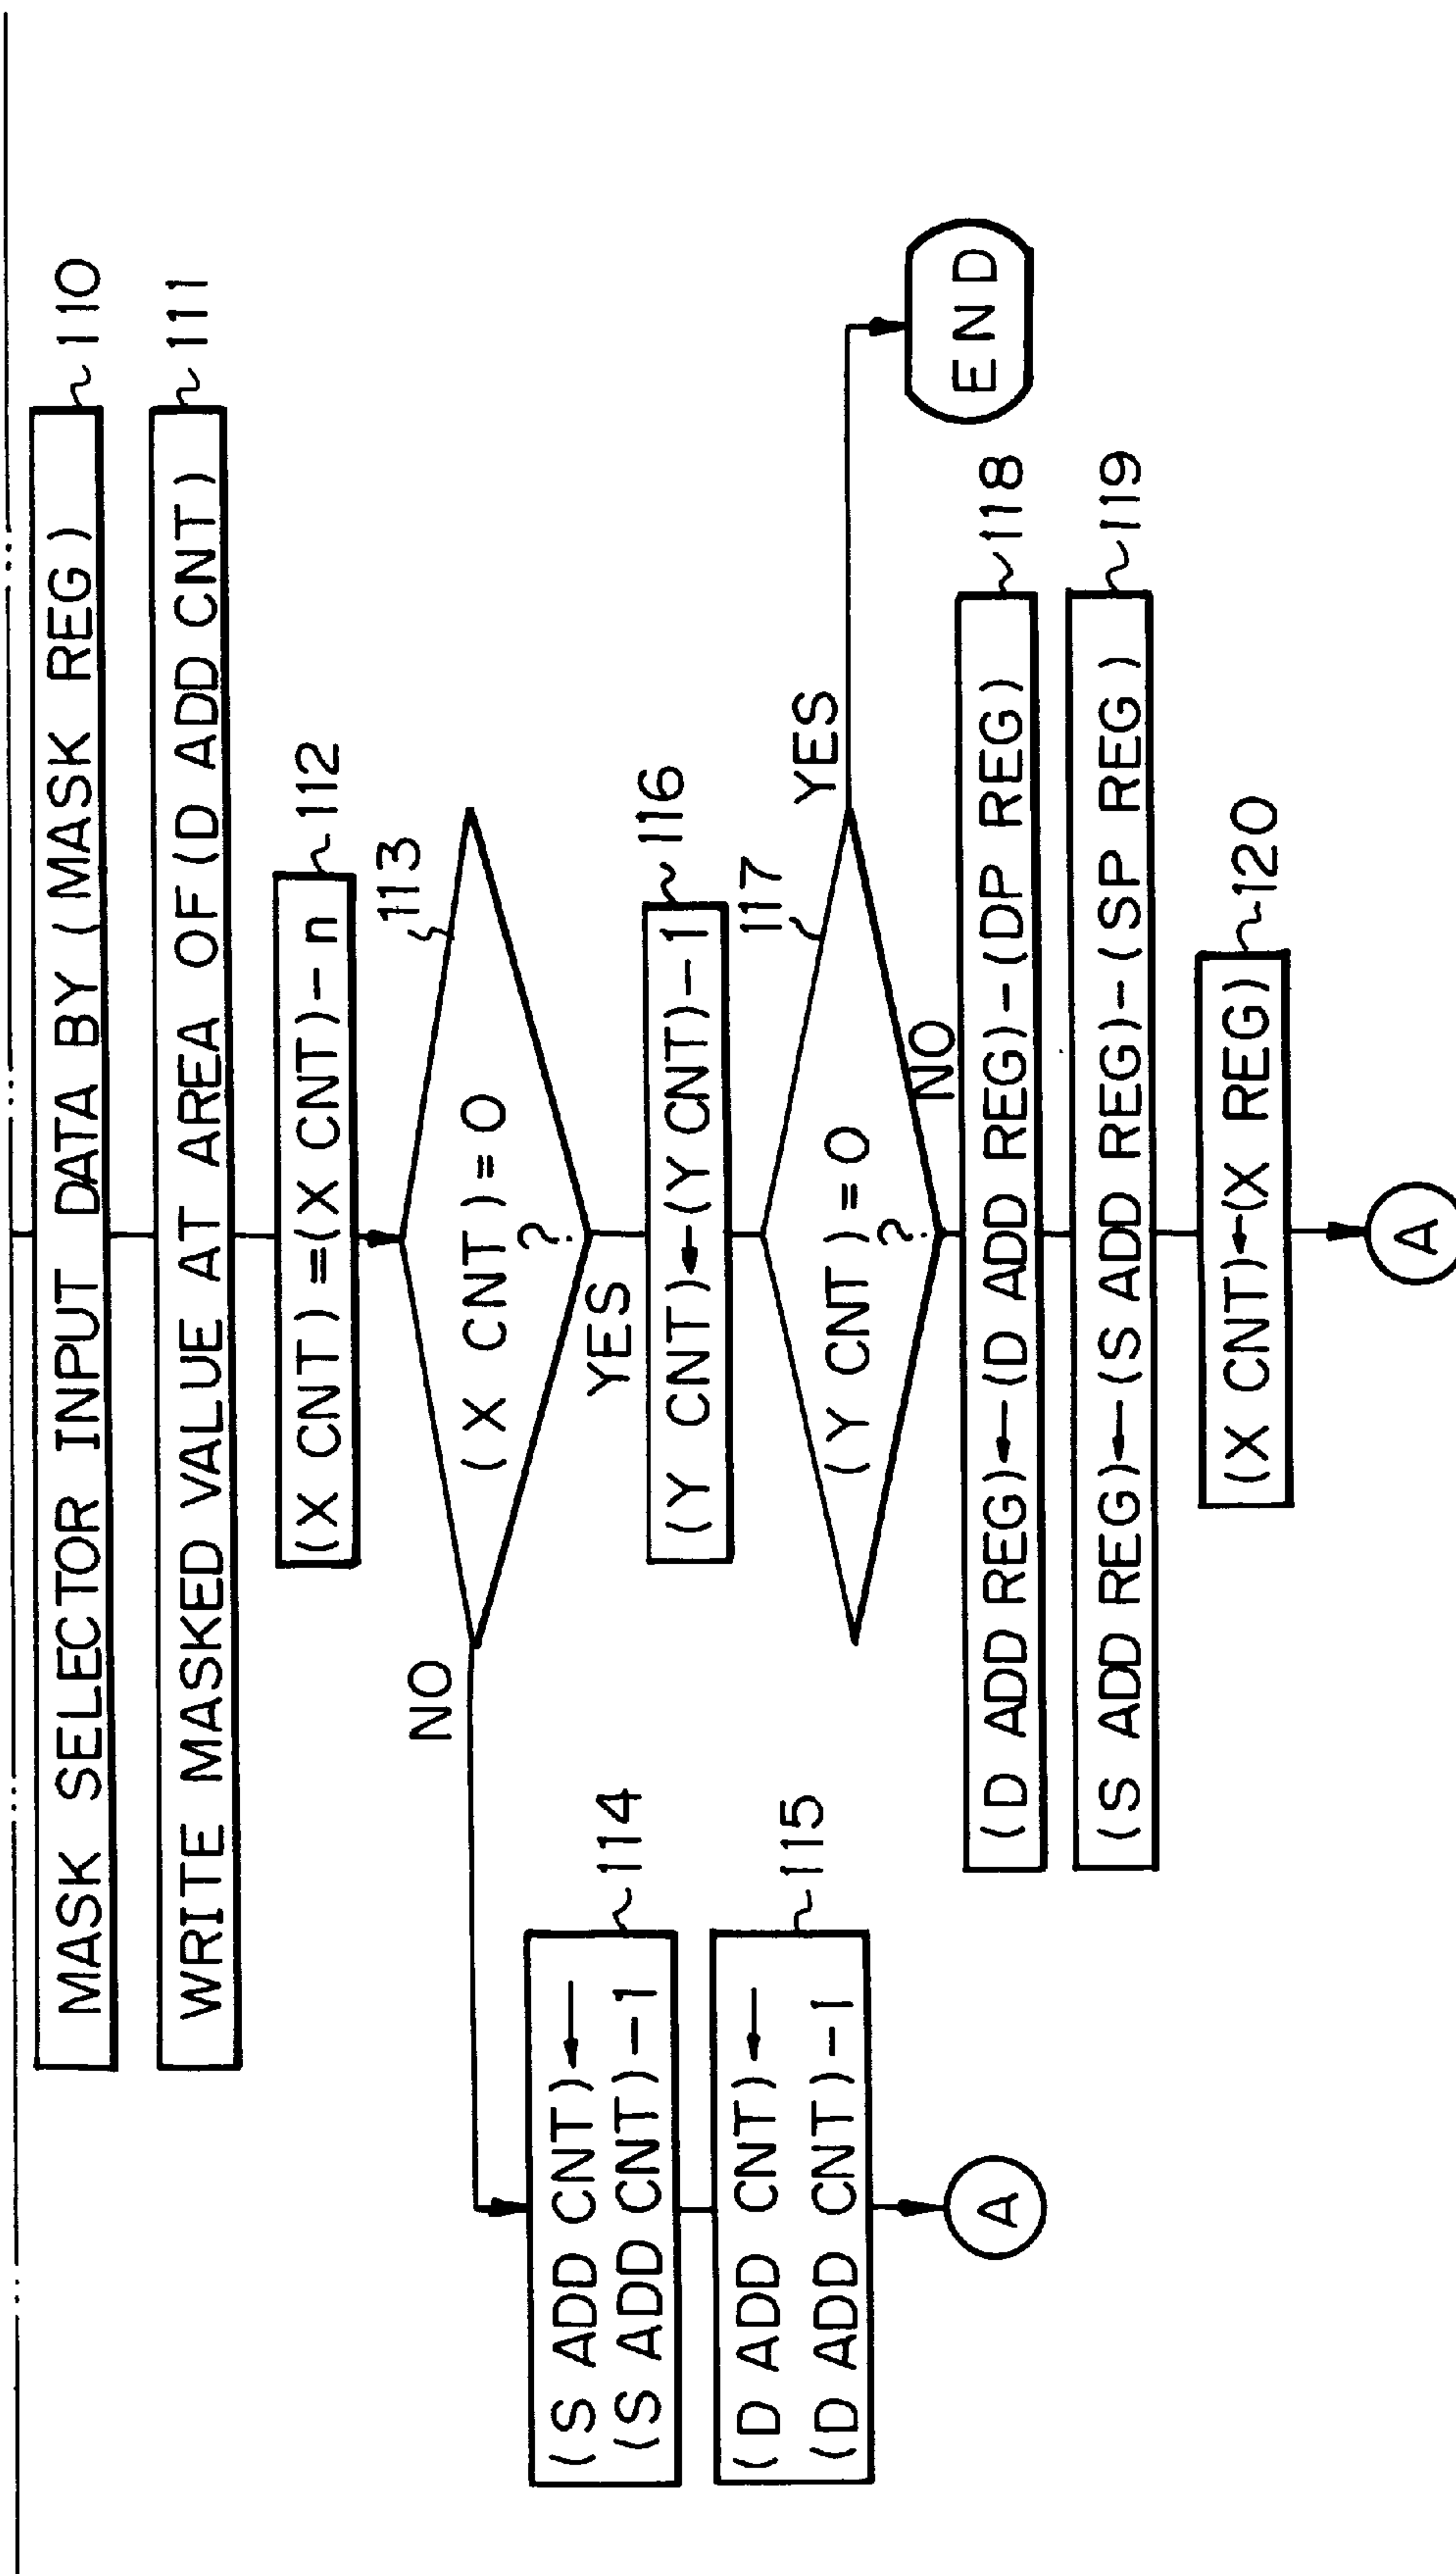 MASK SELECTOR INPUT DATA BY (MASK REG)
110
WRITE MASKED VALUE AT AREA OF (D ADD CNT)
111
(X CNT) = (X CNT) - n
112
113
(X CNT) = 0
?
NO
YES
(S ADD CNT) ←
(S ADD CNT) - 1
114
(D ADD CNT) ←
(D ADD CNT) - 1
115
A
(Y CNT) ← (Y CNT) - 1
116
117
(Y CNT) = 0
?
YES
END
NO
(D ADD REG) ← (D ADD REG) - (DP REG)
118
(S ADD REG) ← (S ADD REG) - (SP REG)
119
(X CNT) ← (X REG)
120
A